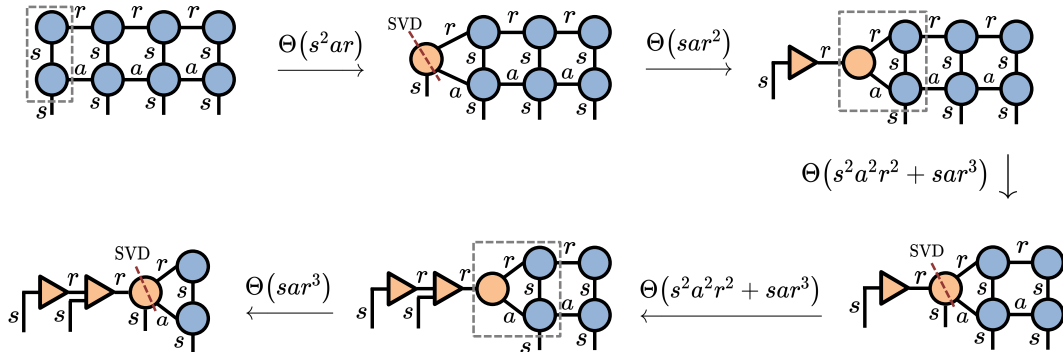 r r r
s s s s
a a a
s s s s
Θ(s²ar)
SVD
r r r
s s s
s a a a
s s s
Θ(sar²)
r r r
r s s s
s a a a
s s s
Θ(s²a²r² + sar³)
SVD
r r
r s s
s s a a
s s
Θ(s²a²r² + sar³)
r r
r r s s
s s a a
s s
Θ(sar³)
SVD
r
r r s
s s s a
s